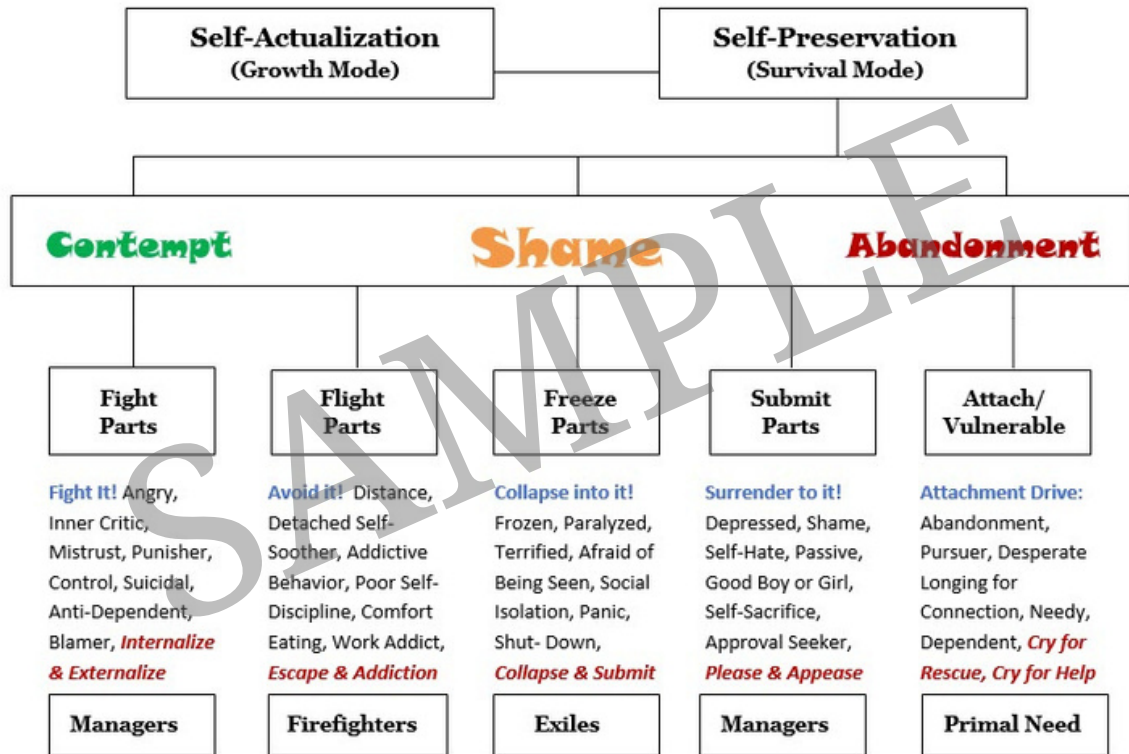 Self-Actualization
(Growth Mode)
Self-Preservation
(Survival Mode)
Contempt
Shame
Abandonment
Fight
Parts
Flight
Parts
Freeze
Parts
Submit
Parts
Attach/
Vulnerable
Fight It! Angry,
Inner Critic,
Mistrust, Punisher,
Control, Suicidal,
Anti-Dependent,
Blamer, Internalize
& Externalize
Avoid it! Distance,
Detached Self-
Soother, Addictive
Behavior, Poor Self-
Discipline, Comfort
Eating, Work Addict,
Escape & Addiction
Collapse into it!
Frozen, Paralyzed,
Terrified, Afraid of
Being Seen, Social
Isolation, Panic,
Shut- Down,
Collapse & Submit
Surrender to it!
Depressed, Shame,
Self-Hate, Passive,
Good Boy or Girl,
Self-Sacrifice,
Approval Seeker,
Please & Appease
Attachment Drive:
Abandonment,
Pursuer, Desperate
Longing for
Connection, Needy,
Dependent, Cry for
Rescue, Cry for Help
Managers
Firefighters
Exiles
Managers
Primal Need
SAMPLE